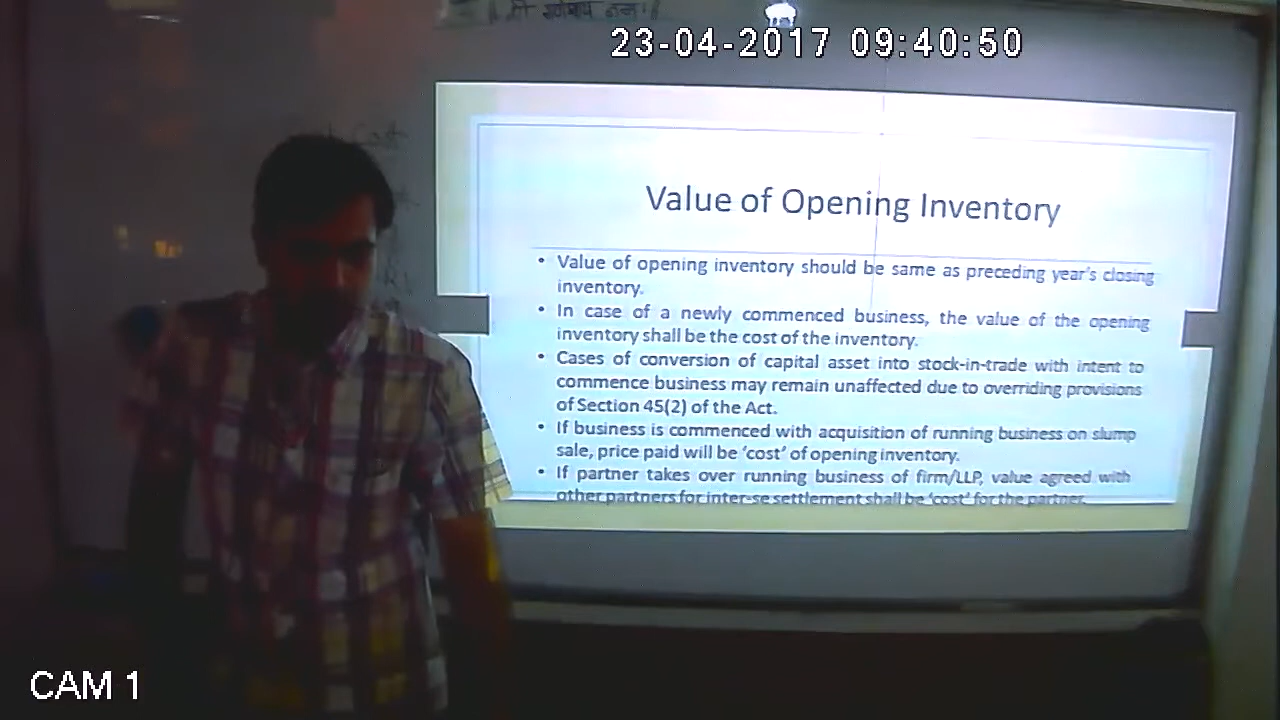 23-04-2017 09:40:50
Value of Opening Inventory
• Value of opening inventory should be same as preceding year's closing
inventory.
• In case of a newly commenced business, the value of the opening
inventory shall be the cost of the inventory.
• Cases of conversion of capital asset into stock-in-trade with intent to
commence business may remain unaffected due to overriding provisions
of Section 45(2) of the Act.
• If business is commenced with acquisition of running business on slump
sale, price paid will be 'cost' of opening inventory.
• If partner takes over running business of firm/LLP, value agreed with
other partners for inter-se settlement shall be 'cost' for the partner.
CAM 1